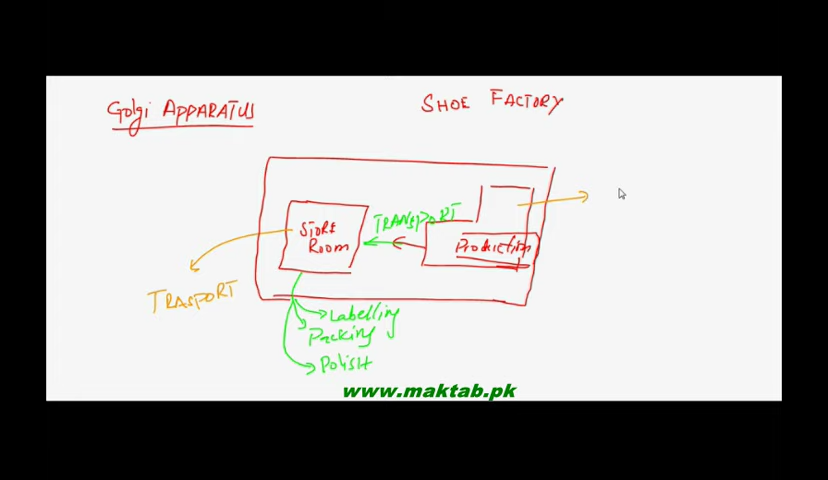 Golgi APPARATUS
SHOE FACTORY
TRANSPORT
STORE
ROOM
Production
TRASPORT
Labelling
Packing
Polish
www.maktab.pk